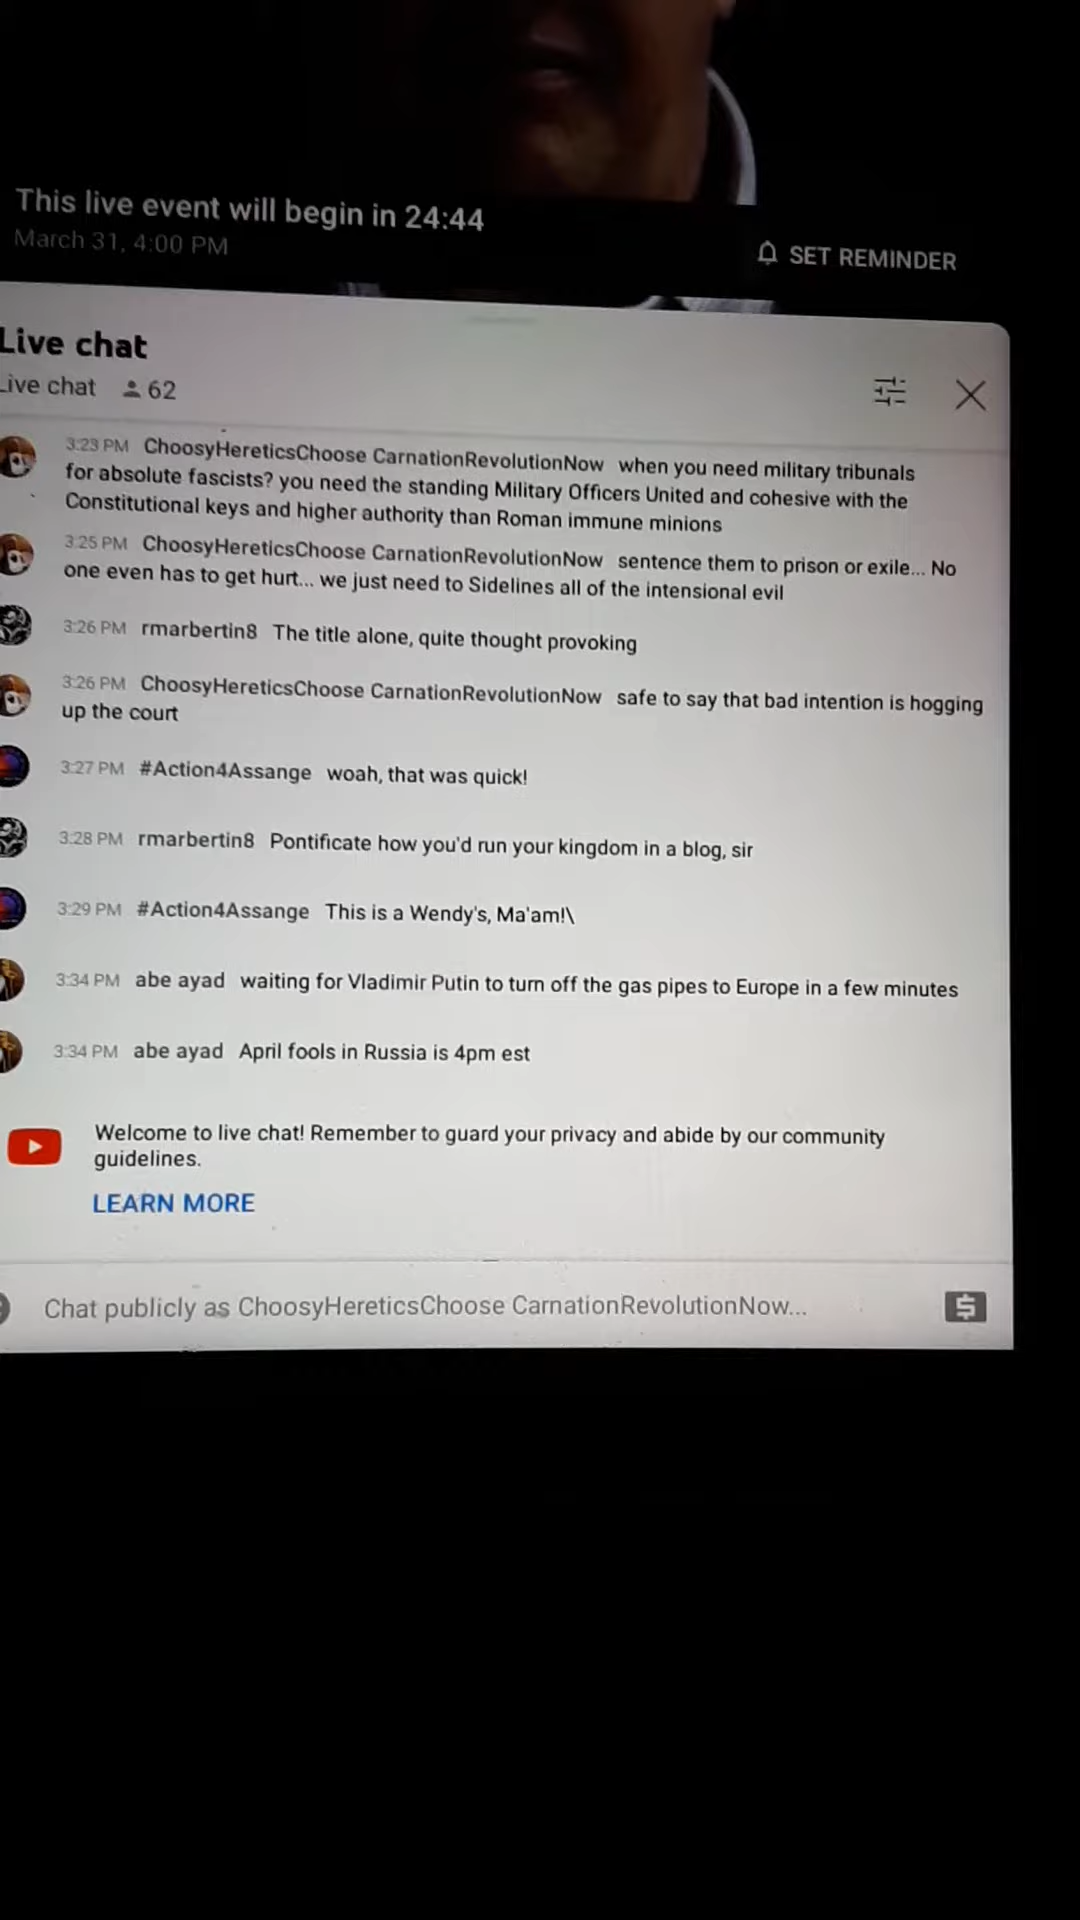 This live event will begin in 24:44
March 31, 4:00 PM
SET REMINDER
Live chat
Live chat 62
3:23 PM ChoosyHereticsChoose CarnationRevolutionNow when you need military tribunals
for absolute fascists? you need the standing Military Officers United and cohesive with the
Constitutional keys and higher authority than Roman immune minions
3:25 PM ChoosyHereticsChoose CarnationRevolutionNow sentence them to prison or exile... No
one even has to get hurt... we just need to Sidelines all of the intensional evil
3:26 PM rmarbertin8 The title alone, quite thought provoking
3:26 PM ChoosyHereticsChoose CarnationRevolutionNow safe to say that bad intention is hogging
up the court
3:27 PM #Action4Assange woah, that was quick!
3:28 PM rmarbertin8 Pontificate how you'd run your kingdom in a blog, sir
3:29 PM #Action4Assange This is a Wendy's, Ma'am!\
3:34 PM abe ayad waiting for Vladimir Putin to turn off the gas pipes to Europe in a few minutes
3:34 PM abe ayad April fools in Russia is 4pm est
Welcome to live chat! Remember to guard your privacy and abide by our community
guidelines.
LEARN MORE
Chat publicly as ChoosyHereticsChoose CarnationRevolutionNow...
$